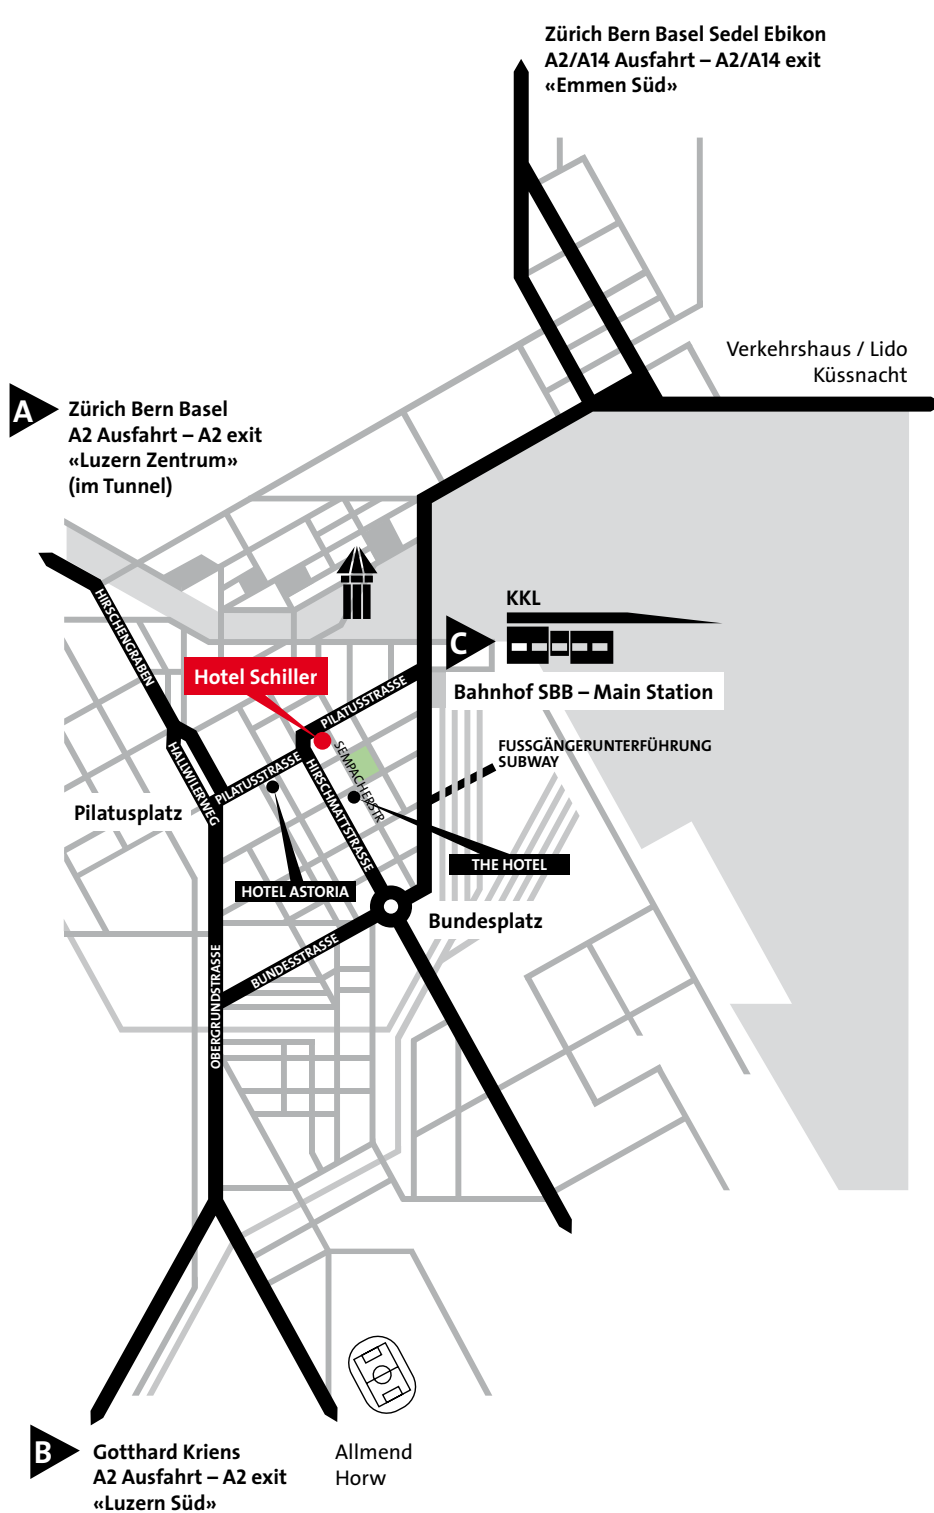 Zürich Bern Basel Sedel Ebikon
A2/A14 Ausfahrt – A2/A14 exit
«Emmen Süd»
Verkehrshaus / Lido
Küssnacht
A
Zürich Bern Basel
A2 Ausfahrt – A2 exit
«Luzern Zentrum»
(im Tunnel)
HIRSCHENGRABEN
KKL
C
Bahnhof SBB – Main Station
Hotel Schiller
PILATUSSTRASSE
FUSSGÄNGERUNTERFÜHRUNG
SUBWAY
SEMPACHERSTR
HALLWILERWEG
PILATUSSTRASSE
HIRSCHMATTSTRASSE
Pilatusplatz
THE HOTEL
HOTEL ASTORIA
Bundesplatz
BUNDESSTRASSE
OBERGRUNDSTRASSE
B
Gotthard Kriens
A2 Ausfahrt – A2 exit
«Luzern Süd»
Allmend
Horw